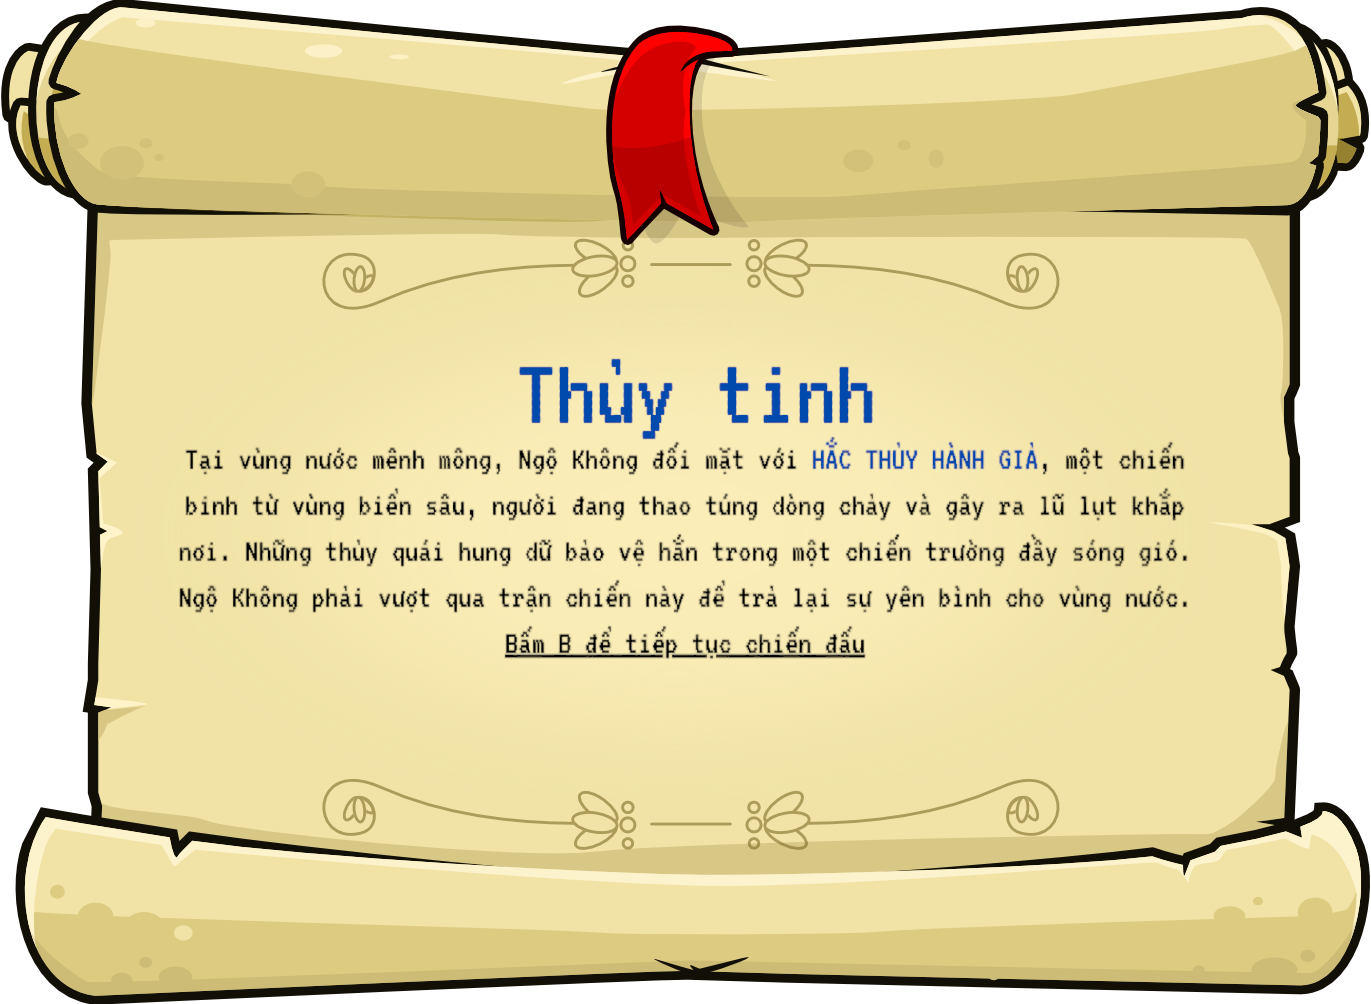 Thủy tinh
Tại vùng nước mênh mông, Ngộ Không đối mặt với HẮC THỦY HÀNH GIẢ, một chiến
binh từ vùng biển sâu, người đang thao túng dòng chảy và gây ra lũ lụt khắp
nơi. Những thủy quái hung dữ bảo vệ hắn trong một chiến trường đầy sóng gió.
Ngộ Không phải vượt qua trận chiến này để trả lại sự yên bình cho vùng nước.
Bấm B để tiếp tục chiến đấu